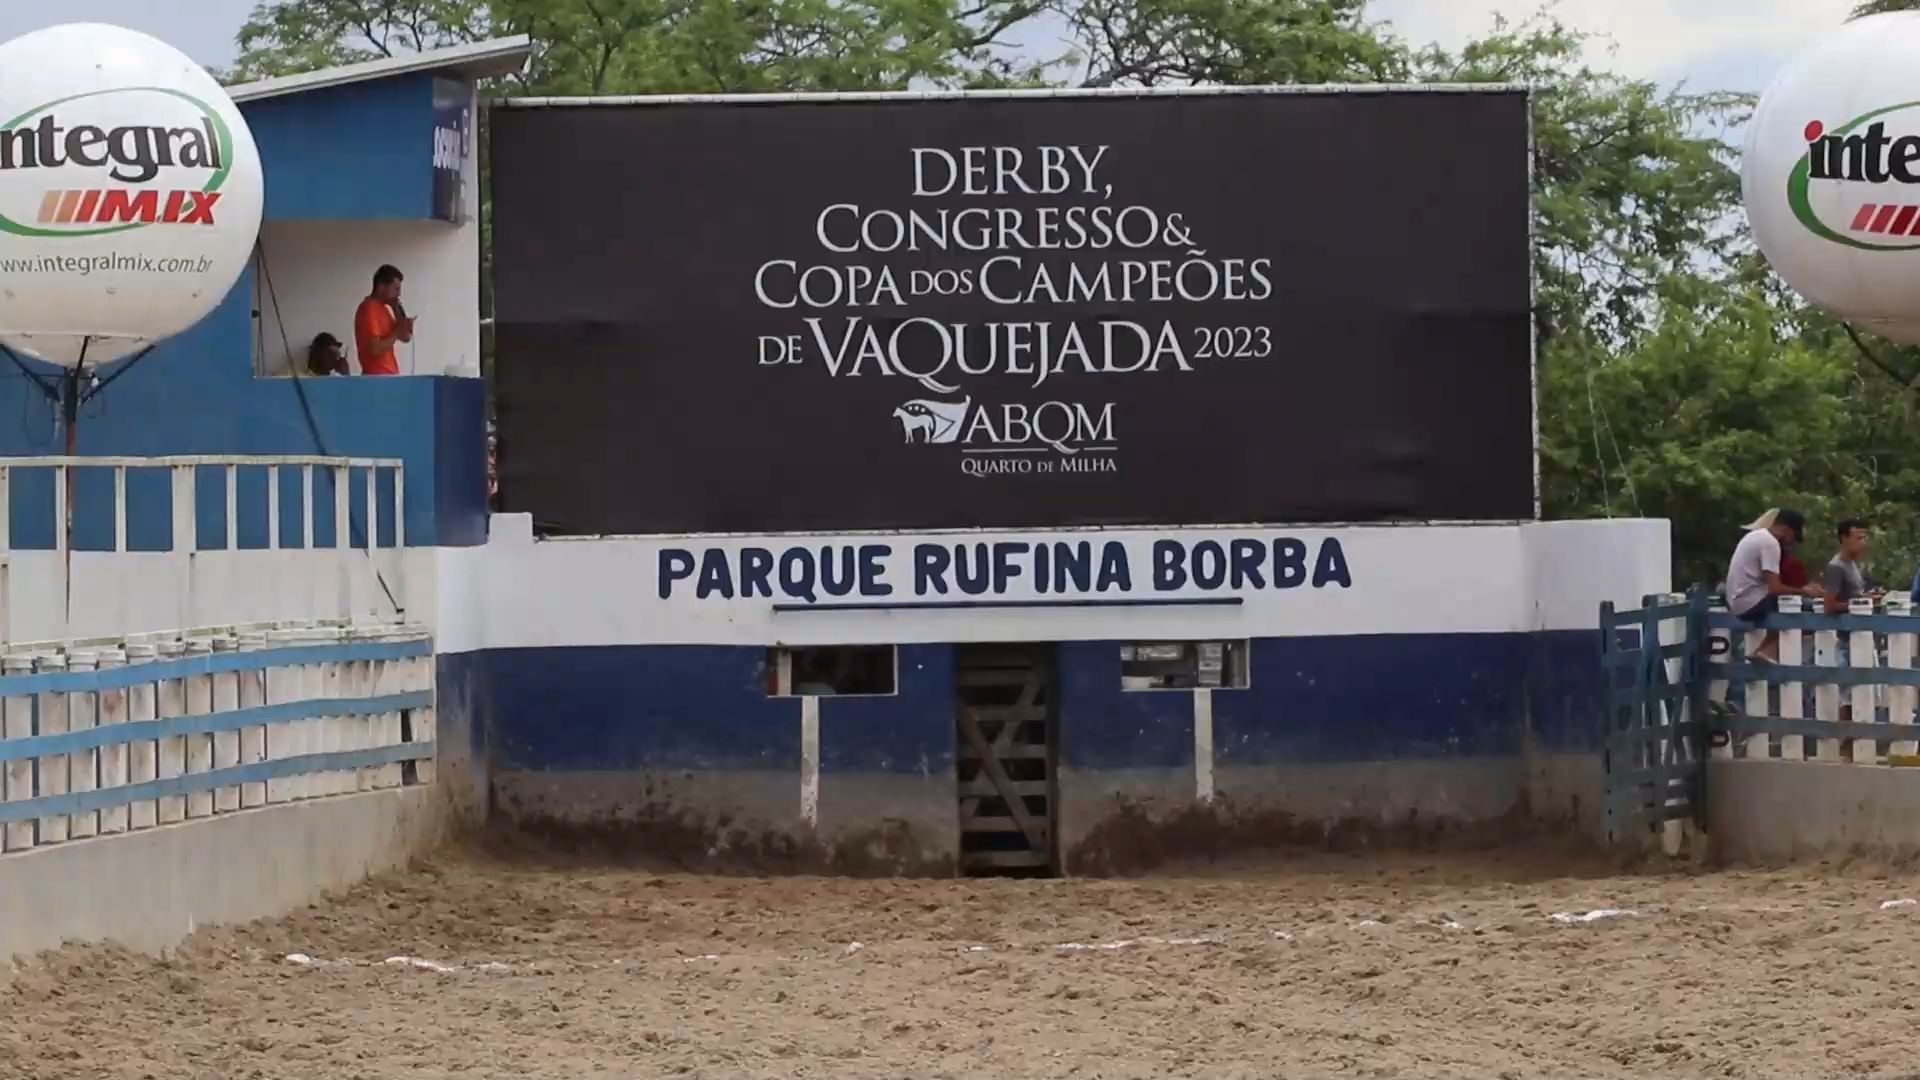 integral
MIX
www.integralmix.com.br
DERBY,
CONGRESSO&
COPA DOS CAMPEÕES
DE VAQUEJADA 2023
ABQM
QUARTO DE MILHA
PARQUE RUFINA BORBA
inte